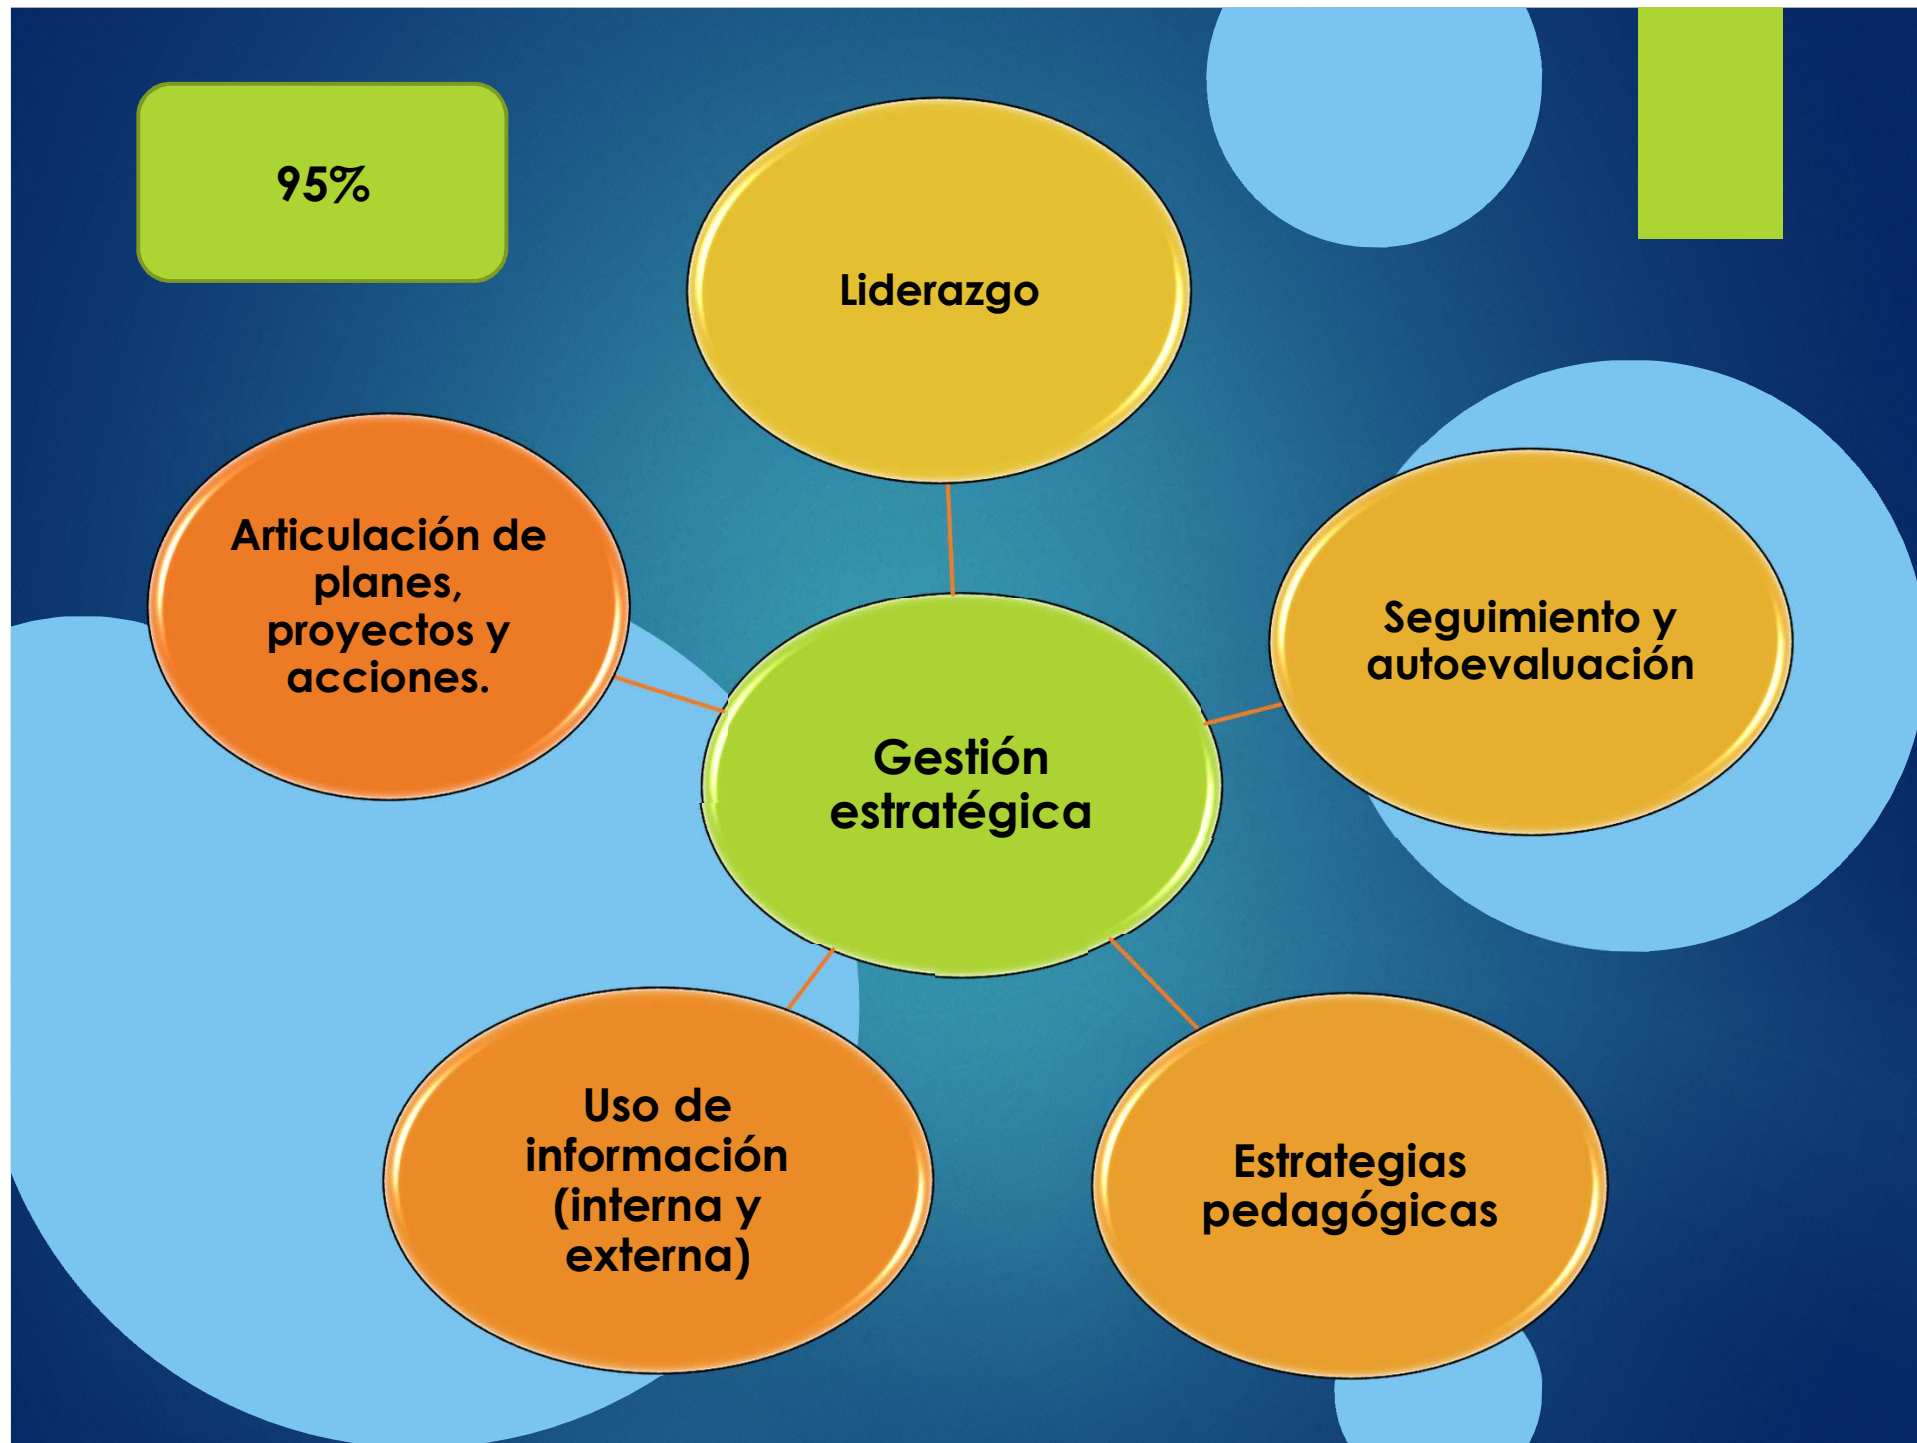 95%
Liderazgo
Articulación de
planes,
proyectos y
acciones.
Seguimiento y
autoevaluación
Gestión
estratégica
Uso de
información
(interna y
externa)
Estrategias
pedagógicas